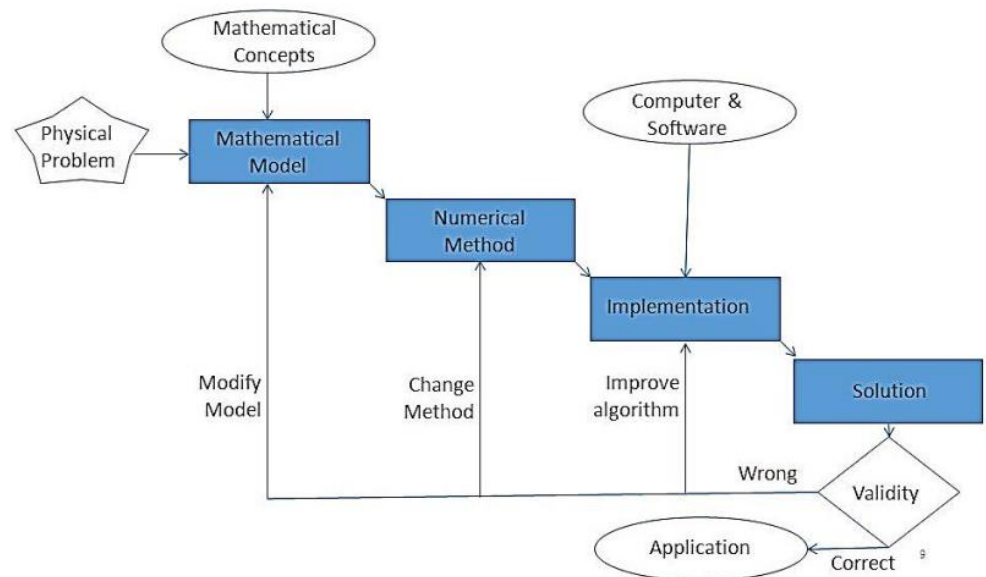 Mathematical
Concepts
Physical
Problem
Mathematical
Model
Computer &
Software
Numerical
Method
Implementation
Solution
Modify
Model
Change
Method
Improve
algorithm
Wrong
Validity
Application
Correct
9